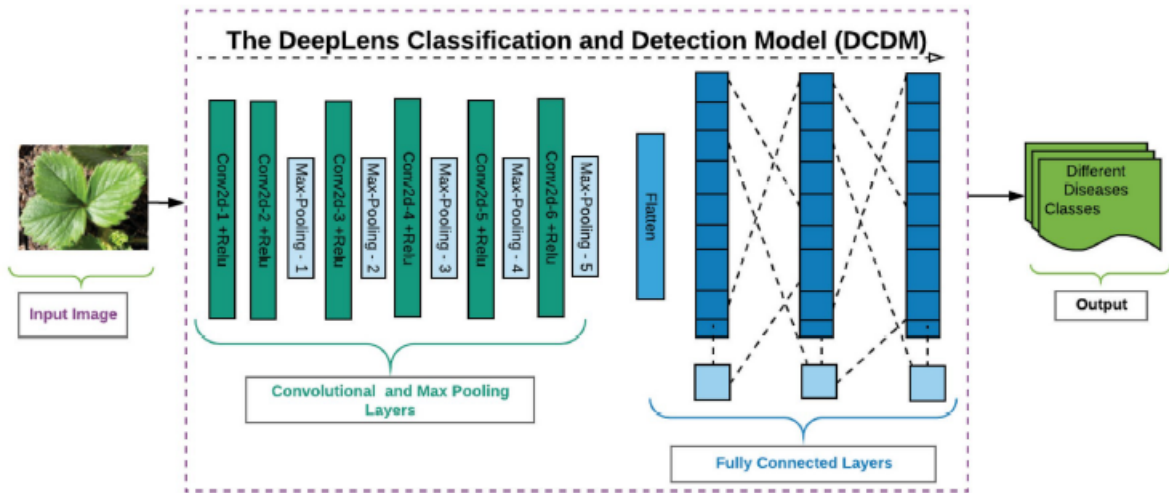 The DeepLens Classification and Detection Model (DCDM)
Input Image
Conv2d-1 +Relu
Conv2d-2 +Relu
Max-Pooling - 1
Conv2d-3 +Relu
Max-Pooling - 2
Conv2d-4 +Relu
Max-Pooling - 3
Conv2d-5 +Relu
Max-Pooling - 4
Conv2d-6 +Relu
Max-Pooling - 5
Convolutional and Max Pooling
Layers
Flatten
Fully Connected Layers
Different
Diseases
Classes
Output